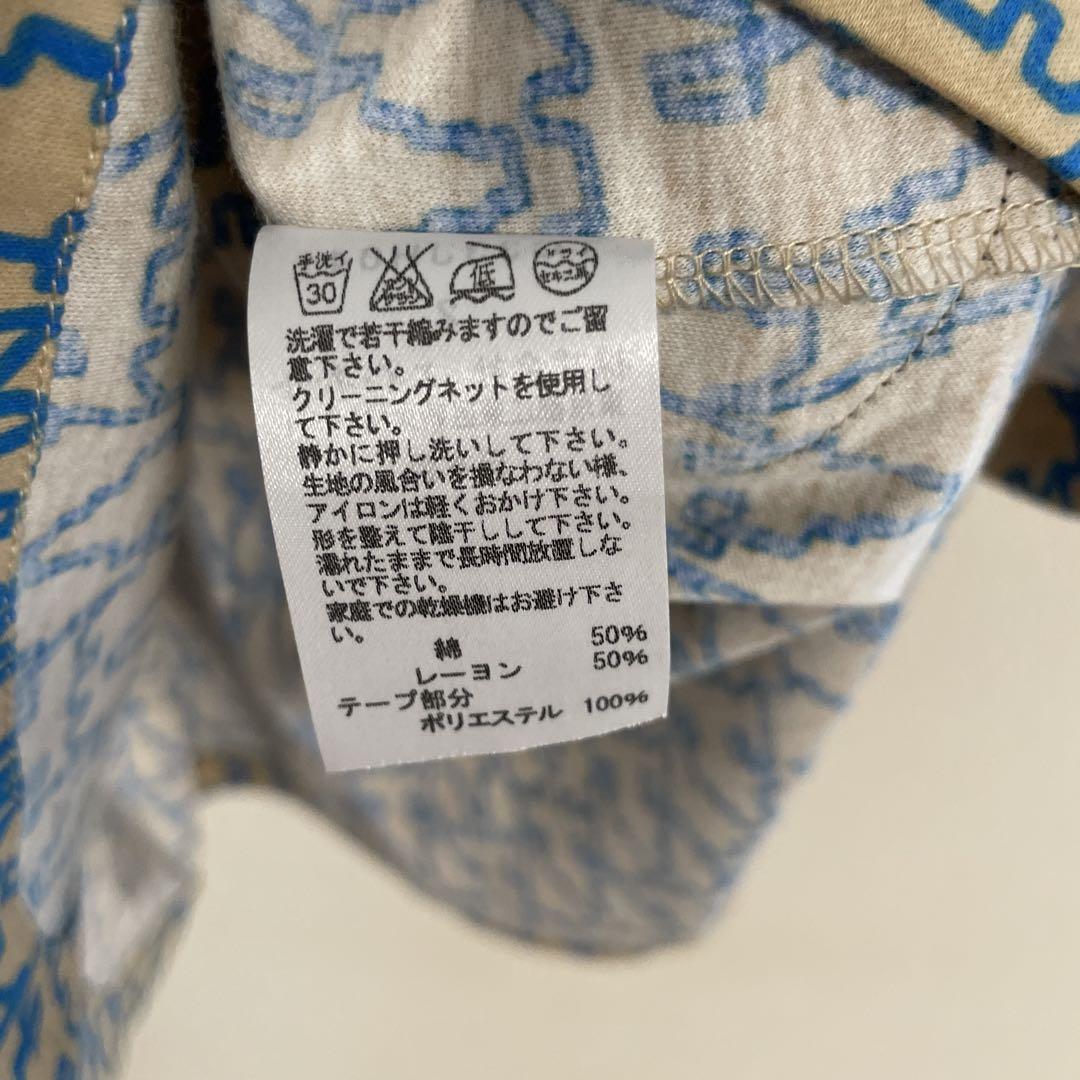 手洗イ
30
エンソサラシ
低
ドライ
セキユ系
洗濯で若干縮みますのでご留
意下さい。
クリーニングネットを使用し
て下さい。
静かに押し洗いして下さい。
生地の風合いを損なわない様、
アイロンは軽くおかけ下さい。
形を整えて陰干しして下さい。
濡れたままで長時間放置しな
いで下さい。
家庭での乾燥機はお避け下さ
い。
綿 50%
レーヨン 50%
テープ部分
ポリエステル 100%